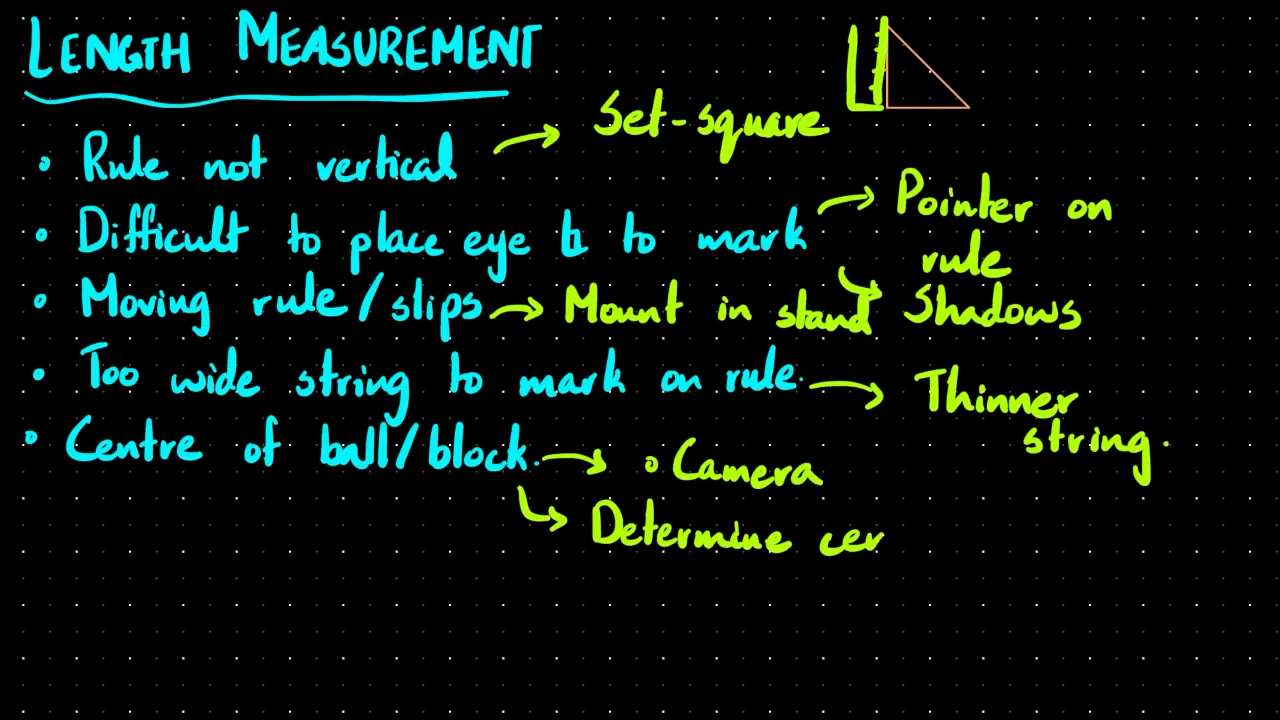 LENGTH MEASUREMENT
• Rule not vertical → Set-square
• Difficult to place eye ⊥ to mark → Pointer on rule
→ Shadows
• Moving rule/slips → Mount in stand
• Too wide string to mark on rule. → Thinner string.
• Centre of ball/block. → • Camera
→ Determine cen